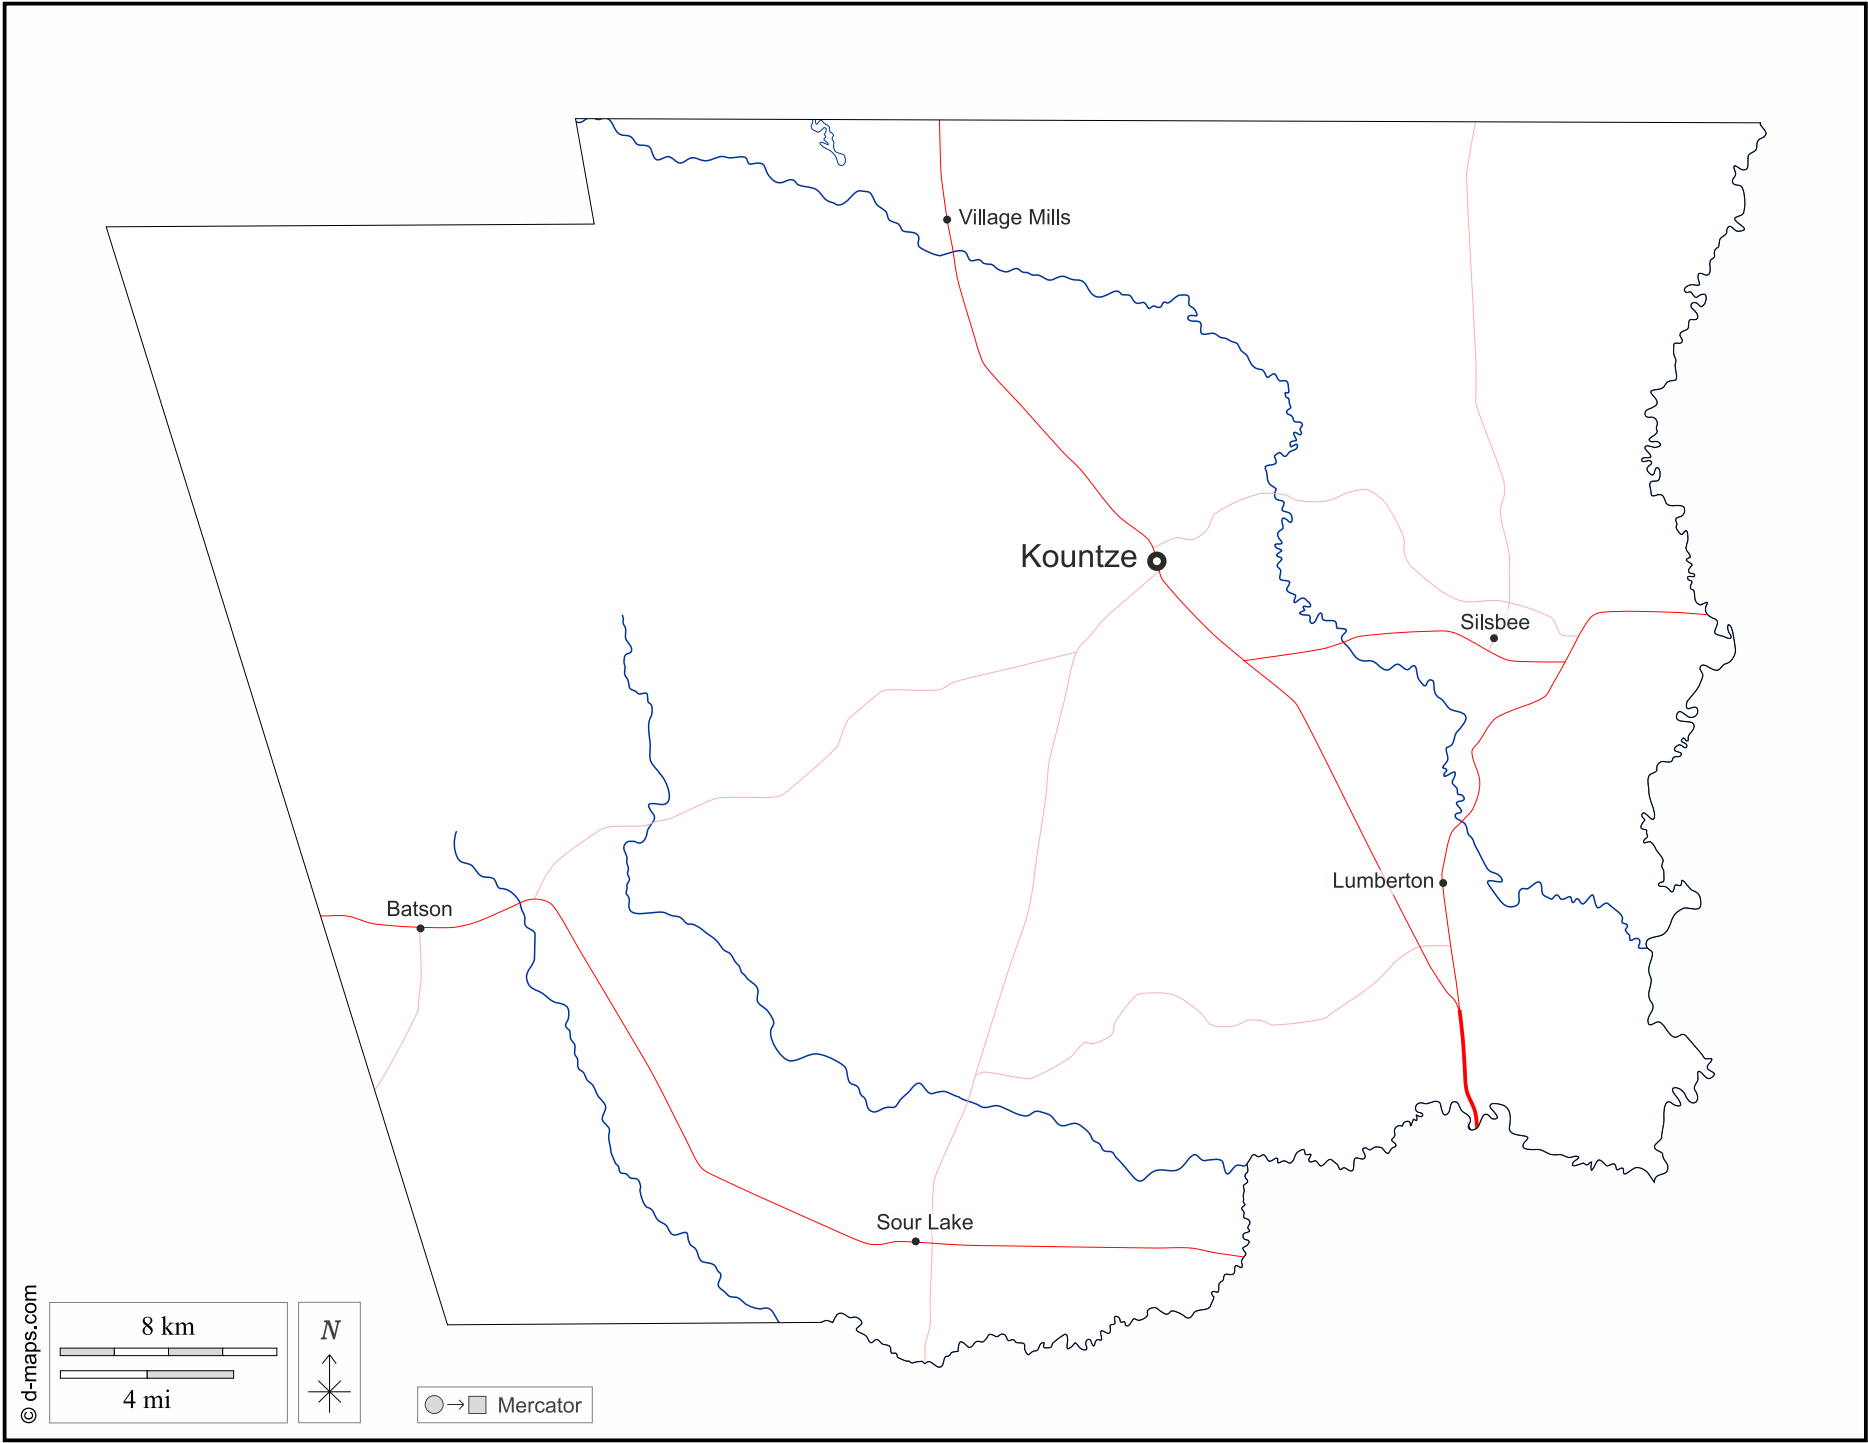 Village Mills
Kountze
Silsbee
Lumberton
Batson
Sour Lake
8 km
4 mi
N
Mercator
© d-maps.com